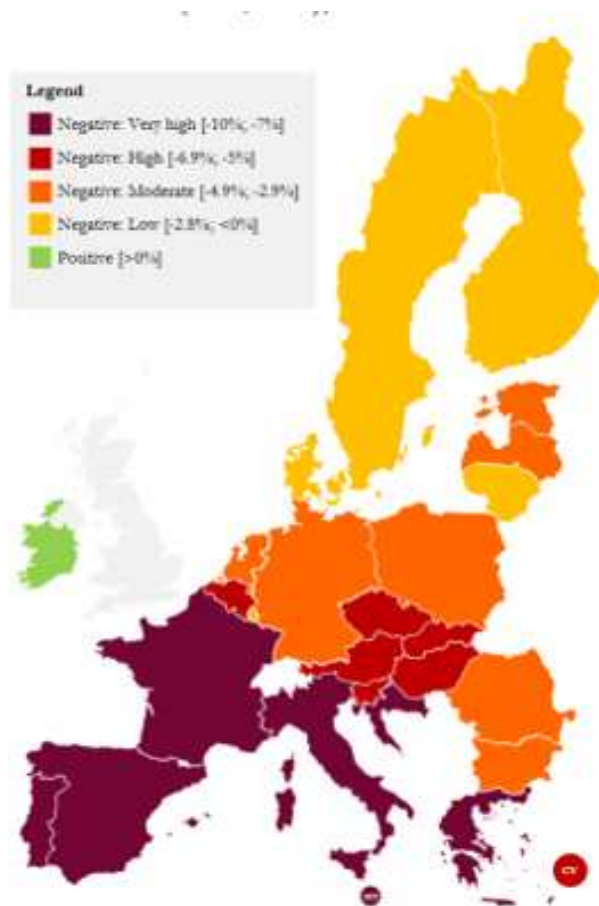 Legend
Negative: Very high [-10%; -7%]
Negative: High [-6.9%; -5%]
Negative: Moderate [-4.9%; -2.9%]
Negative: Low [-2.8%; <0%]
Positive [>0%]